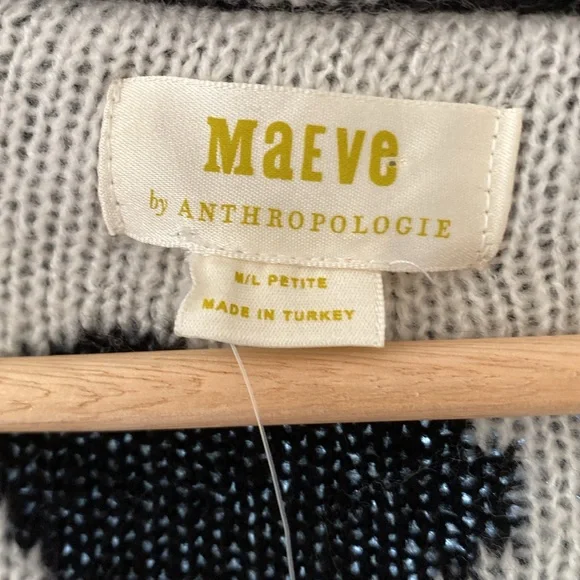 MaEve
by ANTHROPOLOGIE
M/L PETITE
MADE IN TURKEY